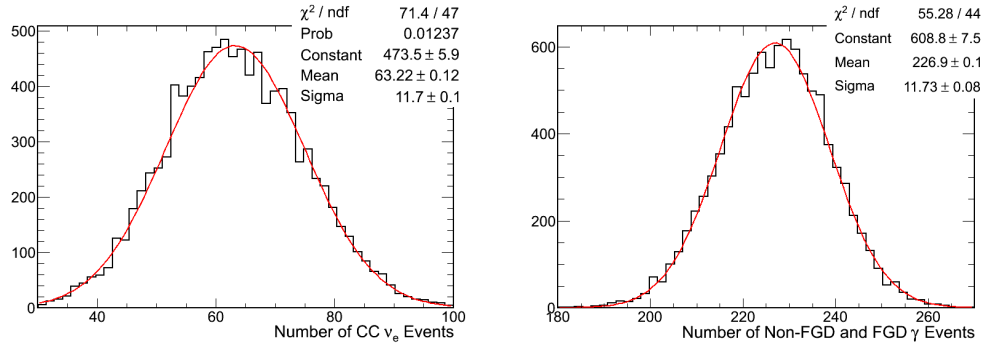 χ² / ndf 71.4 / 47
Prob 0.01237
Constant 473.5 ± 5.9
Mean 63.22 ± 0.12
Sigma 11.7 ± 0.1
500
400
300
200
100
0
40 60 80 100
Number of CC νe Events
χ² / ndf 55.28 / 44
Constant 608.8 ± 7.5
Mean 226.9 ± 0.1
Sigma 11.73 ± 0.08
600
400
200
0
180 200 220 240 260
Number of Non-FGD and FGD γ Events